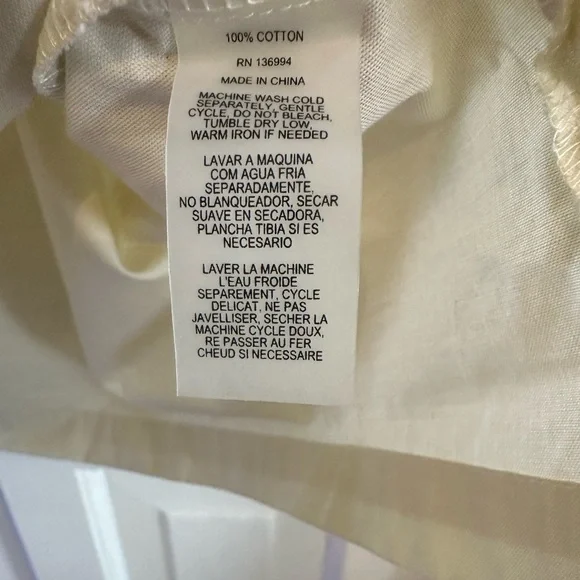 100% COTTON
RN 136994
MADE IN CHINA
MACHINE WASH COLD
SEPARATELY, GENTLE
CYCLE, DO NOT BLEACH,
TUMBLE DRY LOW,
WARM IRON IF NEEDED
LAVAR A MAQUINA
COM AGUA FRIA
SEPARADAMENTE,
NO BLANQUEADOR, SECAR
SUAVE EN SECADORA,
PLANCHA TIBIA SI ES
NECESARIO
LAVER LA MACHINE
L'EAU FROIDE
SEPAREMENT, CYCLE
DELICAT, NE PAS
JAVELLISER, SECHER LA
MACHINE CYCLE DOUX,
RE PASSER AU FER
CHEUD SI NECESSAIRE